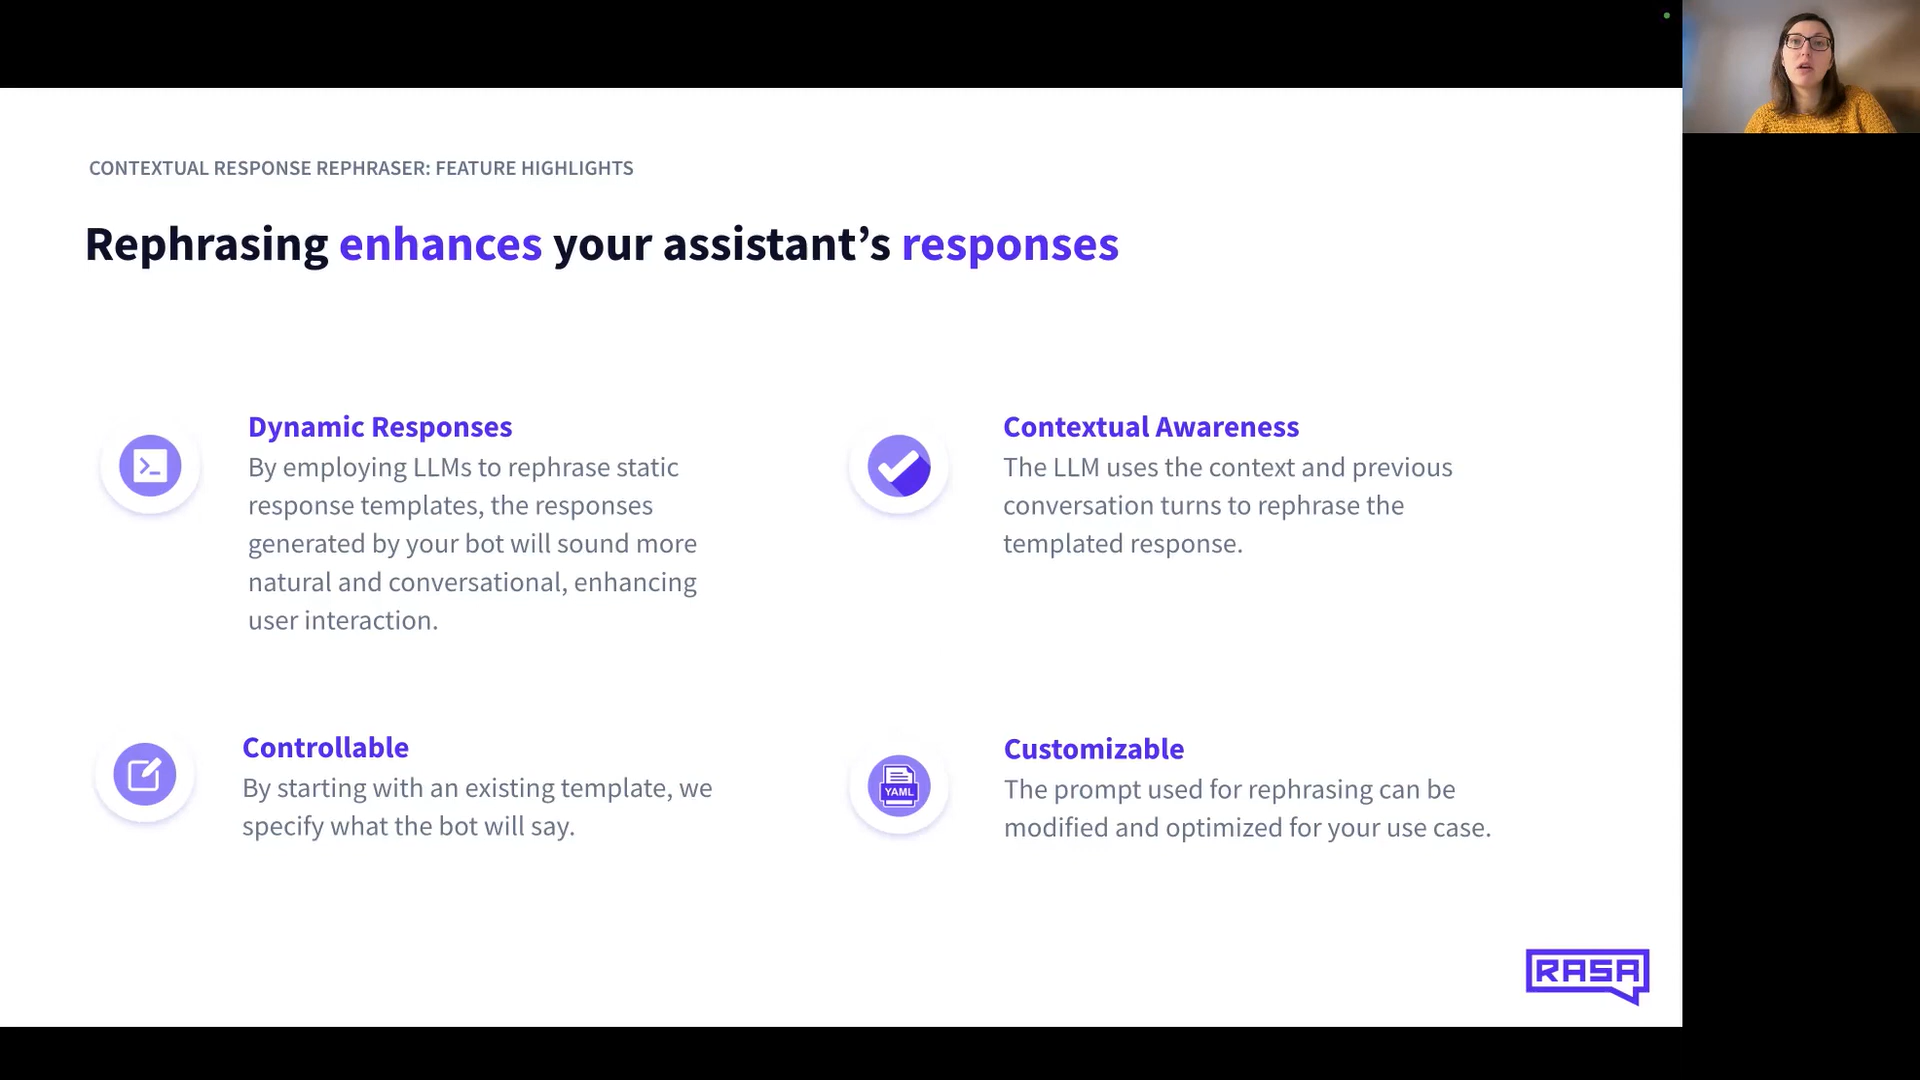 CONTEXTUAL RESPONSE REPHRASER: FEATURE HIGHLIGHTS
Rephrasing enhances your assistant’s responses
Dynamic Responses
By employing LLMs to rephrase static
response templates, the responses
generated by your bot will sound more
natural and conversational, enhancing
user interaction.
Contextual Awareness
The LLM uses the context and previous
conversation turns to rephrase the
templated response.
Controllable
By starting with an existing template, we
specify what the bot will say.
YAML
Customizable
The prompt used for rephrasing can be
modified and optimized for your use case.
RASA